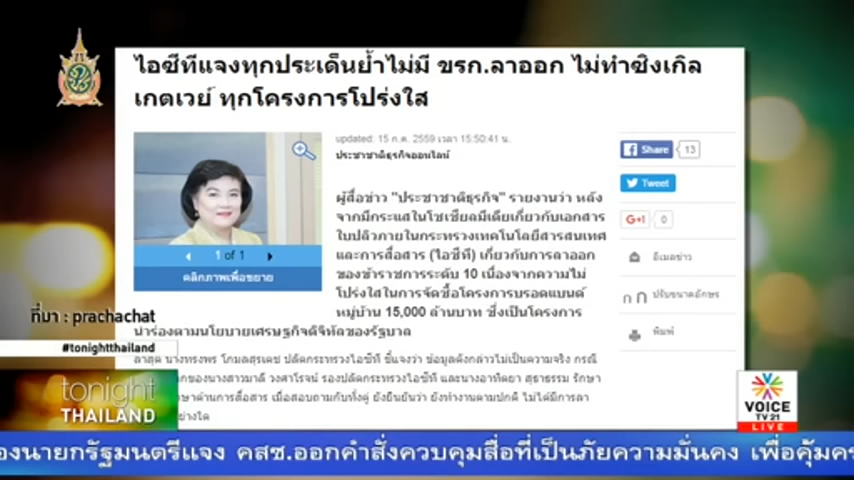 ไอซีทีแจงทุกประเด็นย้ำไม่มี ขรก.ลาออก ไม่ทำซิงเกิล
เกตเวย์ ทุกโครงการโปร่งใส
updated: 15 ก.ค. 2559 เวลา 15:50:41 น.
ประชาชาติธุรกิจออนไลน์
ผู้สื่อข่าว "ประชาชาติธุรกิจ" รายงานว่า หลัง
จากมีกระแสในโซเชียลมีเดียเกี่ยวกับเอกสาร
ใบปลิวภายในกระทรวงเทคโนโลยีสารสนเทศ
และการสื่อสาร (ไอซีที) เกี่ยวกับการลาออก
ของข้าราชการระดับ 10 เนื่องจากความไม่
โปร่งใสในการจัดซื้อโครงการบรอดแบนด์
หมู่บ้าน 15,000 ล้านบาท ซึ่งเป็นโครงการ
นำร่องตามนโยบายเศรษฐกิจดิจิทัลของรัฐบาล
ล่าสุด นางทรงพร โกมลสุรเดช ปลัดกระทรวงไอซีที ชี้แจงว่า ข้อมูลดังกล่าวไม่เป็นความจริง กรณี
ของนางสาวมาลี วงศาโรจน์ รองปลัดกระทรวงไอซีที และนางอาทิตยา สุธาธรรม รักษา
ด้านการสื่อสาร เมื่อสอบถามกับทั้งคู่ ยังยืนยันว่า ยังทำงานตามปกติ ไม่ได้มีการลา
1 of 1
คลิกภาพเพื่อขยาย
Share 13
Tweet
G+1 0
อีเมลข่าว
ก ก ปรับขนาดอักษร
พิมพ์
ที่มา : prachachat
#tonightthailand
tonight
THAILAND
VOICE
TV 21
LIVE
องนายกรัฐมนตรีแจง คสช.ออกคำสั่งควบคุมสื่อที่เป็นภัยความมั่นคง เพื่อคุ้มคร